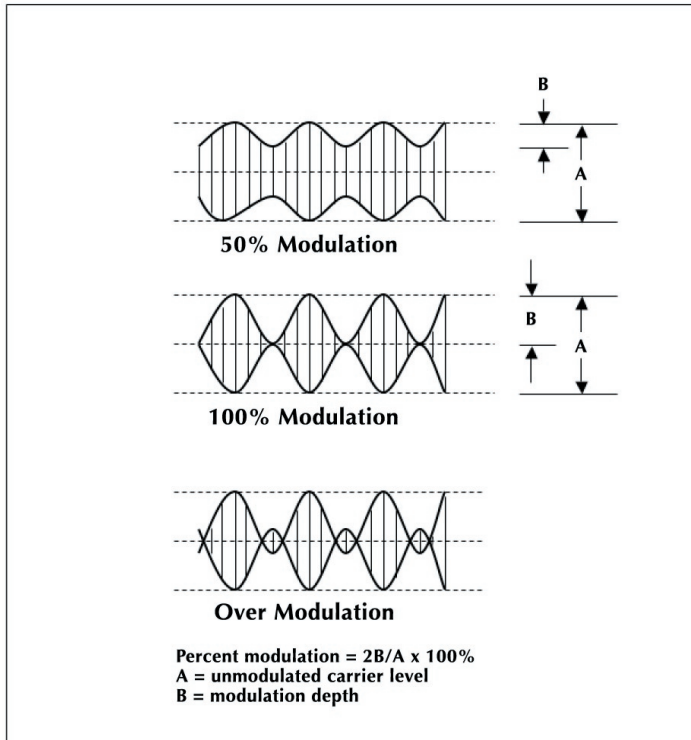 B
A
50% Modulation
B
A
100% Modulation
Over Modulation
Percent modulation = 2B/A x 100%
A = unmodulated carrier level
B = modulation depth